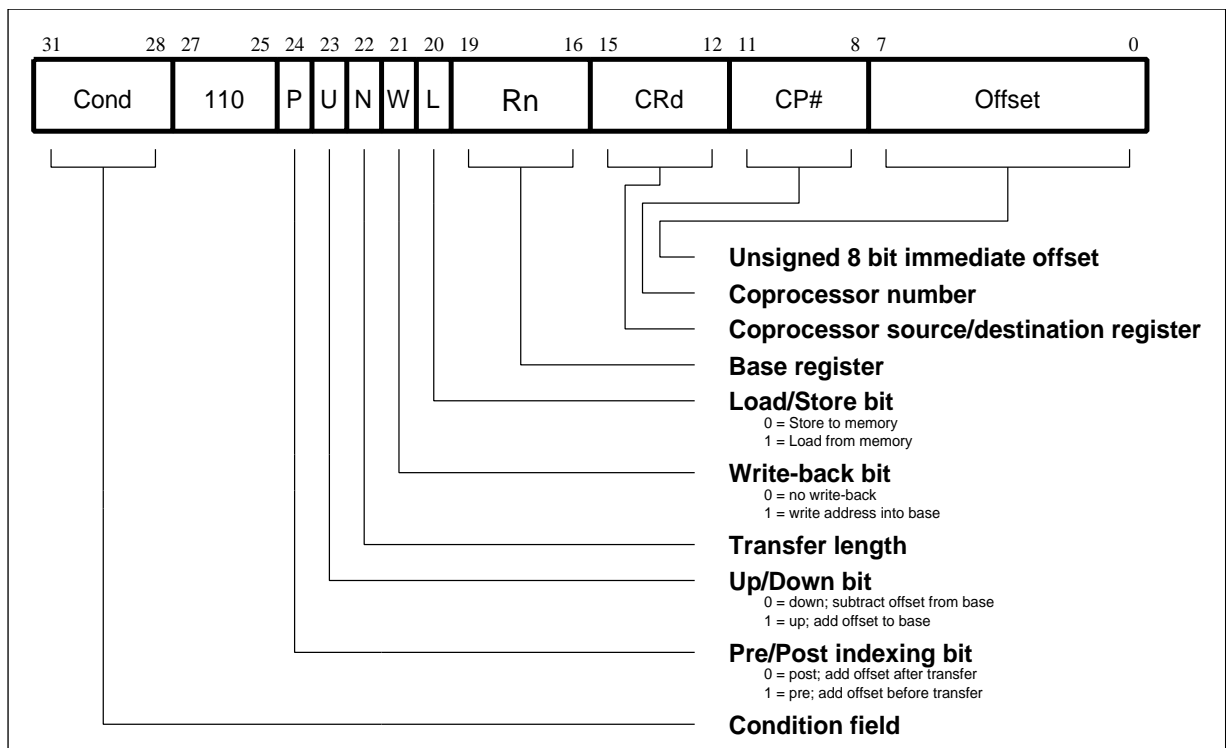 31 28 27 25 24 23 22 21 20 19 16 15 12 11 8 7 0
Cond 110 P U N W L Rn CRd CP# Offset
Unsigned 8 bit immediate offset
Coprocessor number
Coprocessor source/destination register
Base register
Load/Store bit
0 = Store to memory
1 = Load from memory
Write-back bit
0 = no write-back
1 = write address into base
Transfer length
Up/Down bit
0 = down; subtract offset from base
1 = up; add offset to base
Pre/Post indexing bit
0 = post; add offset after transfer
1 = pre; add offset before transfer
Condition field